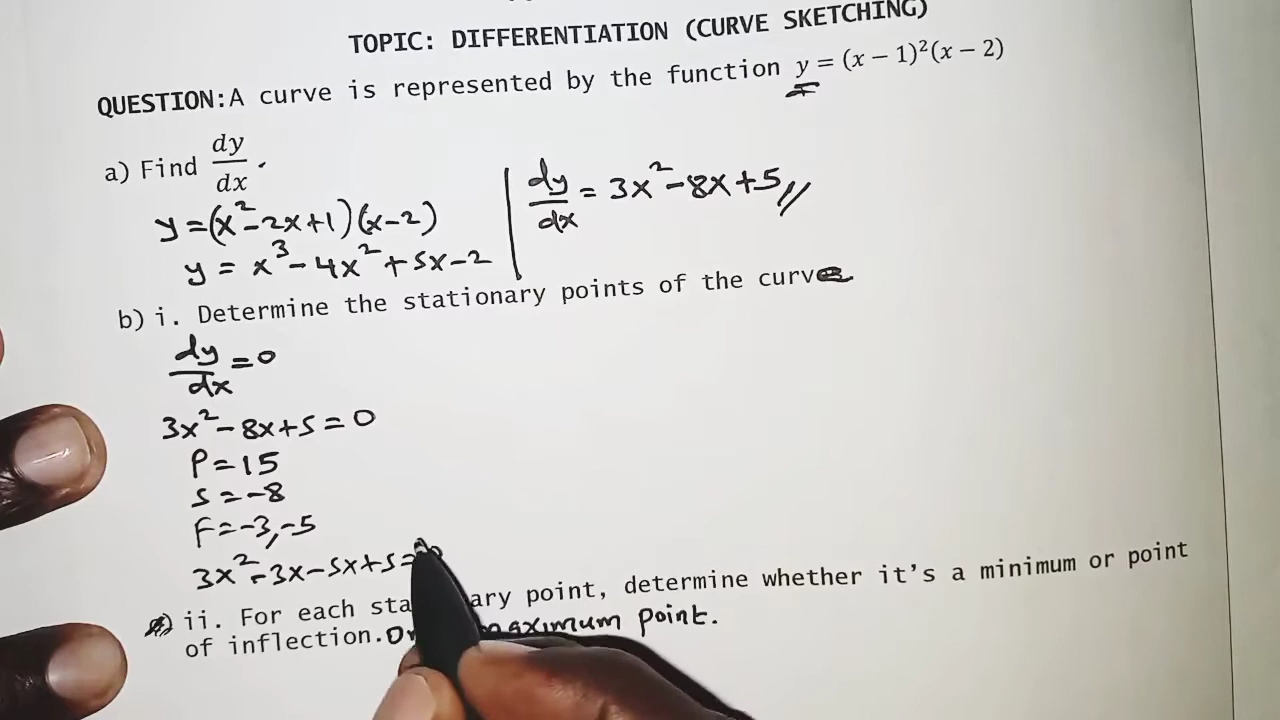 TOPIC: DIFFERENTIATION (CURVE SKETCHING)
QUESTION:A curve is represented by the function y = (x − 1)²(x − 2)
a) Find dy/dx.
y=(x²-2x+1)(x-2)
y = x³-4x²+5x-2
dy/dx = 3x²-8x+5//
b) i. Determine the stationary points of the curve
dy/dx =0
3x²-8x+5=0
P=15
S=-8
F=-3,-5
3x²-3x-5x+5=
ii. For each point, determine whether it's a minimum or point
of inflection. maximum point.